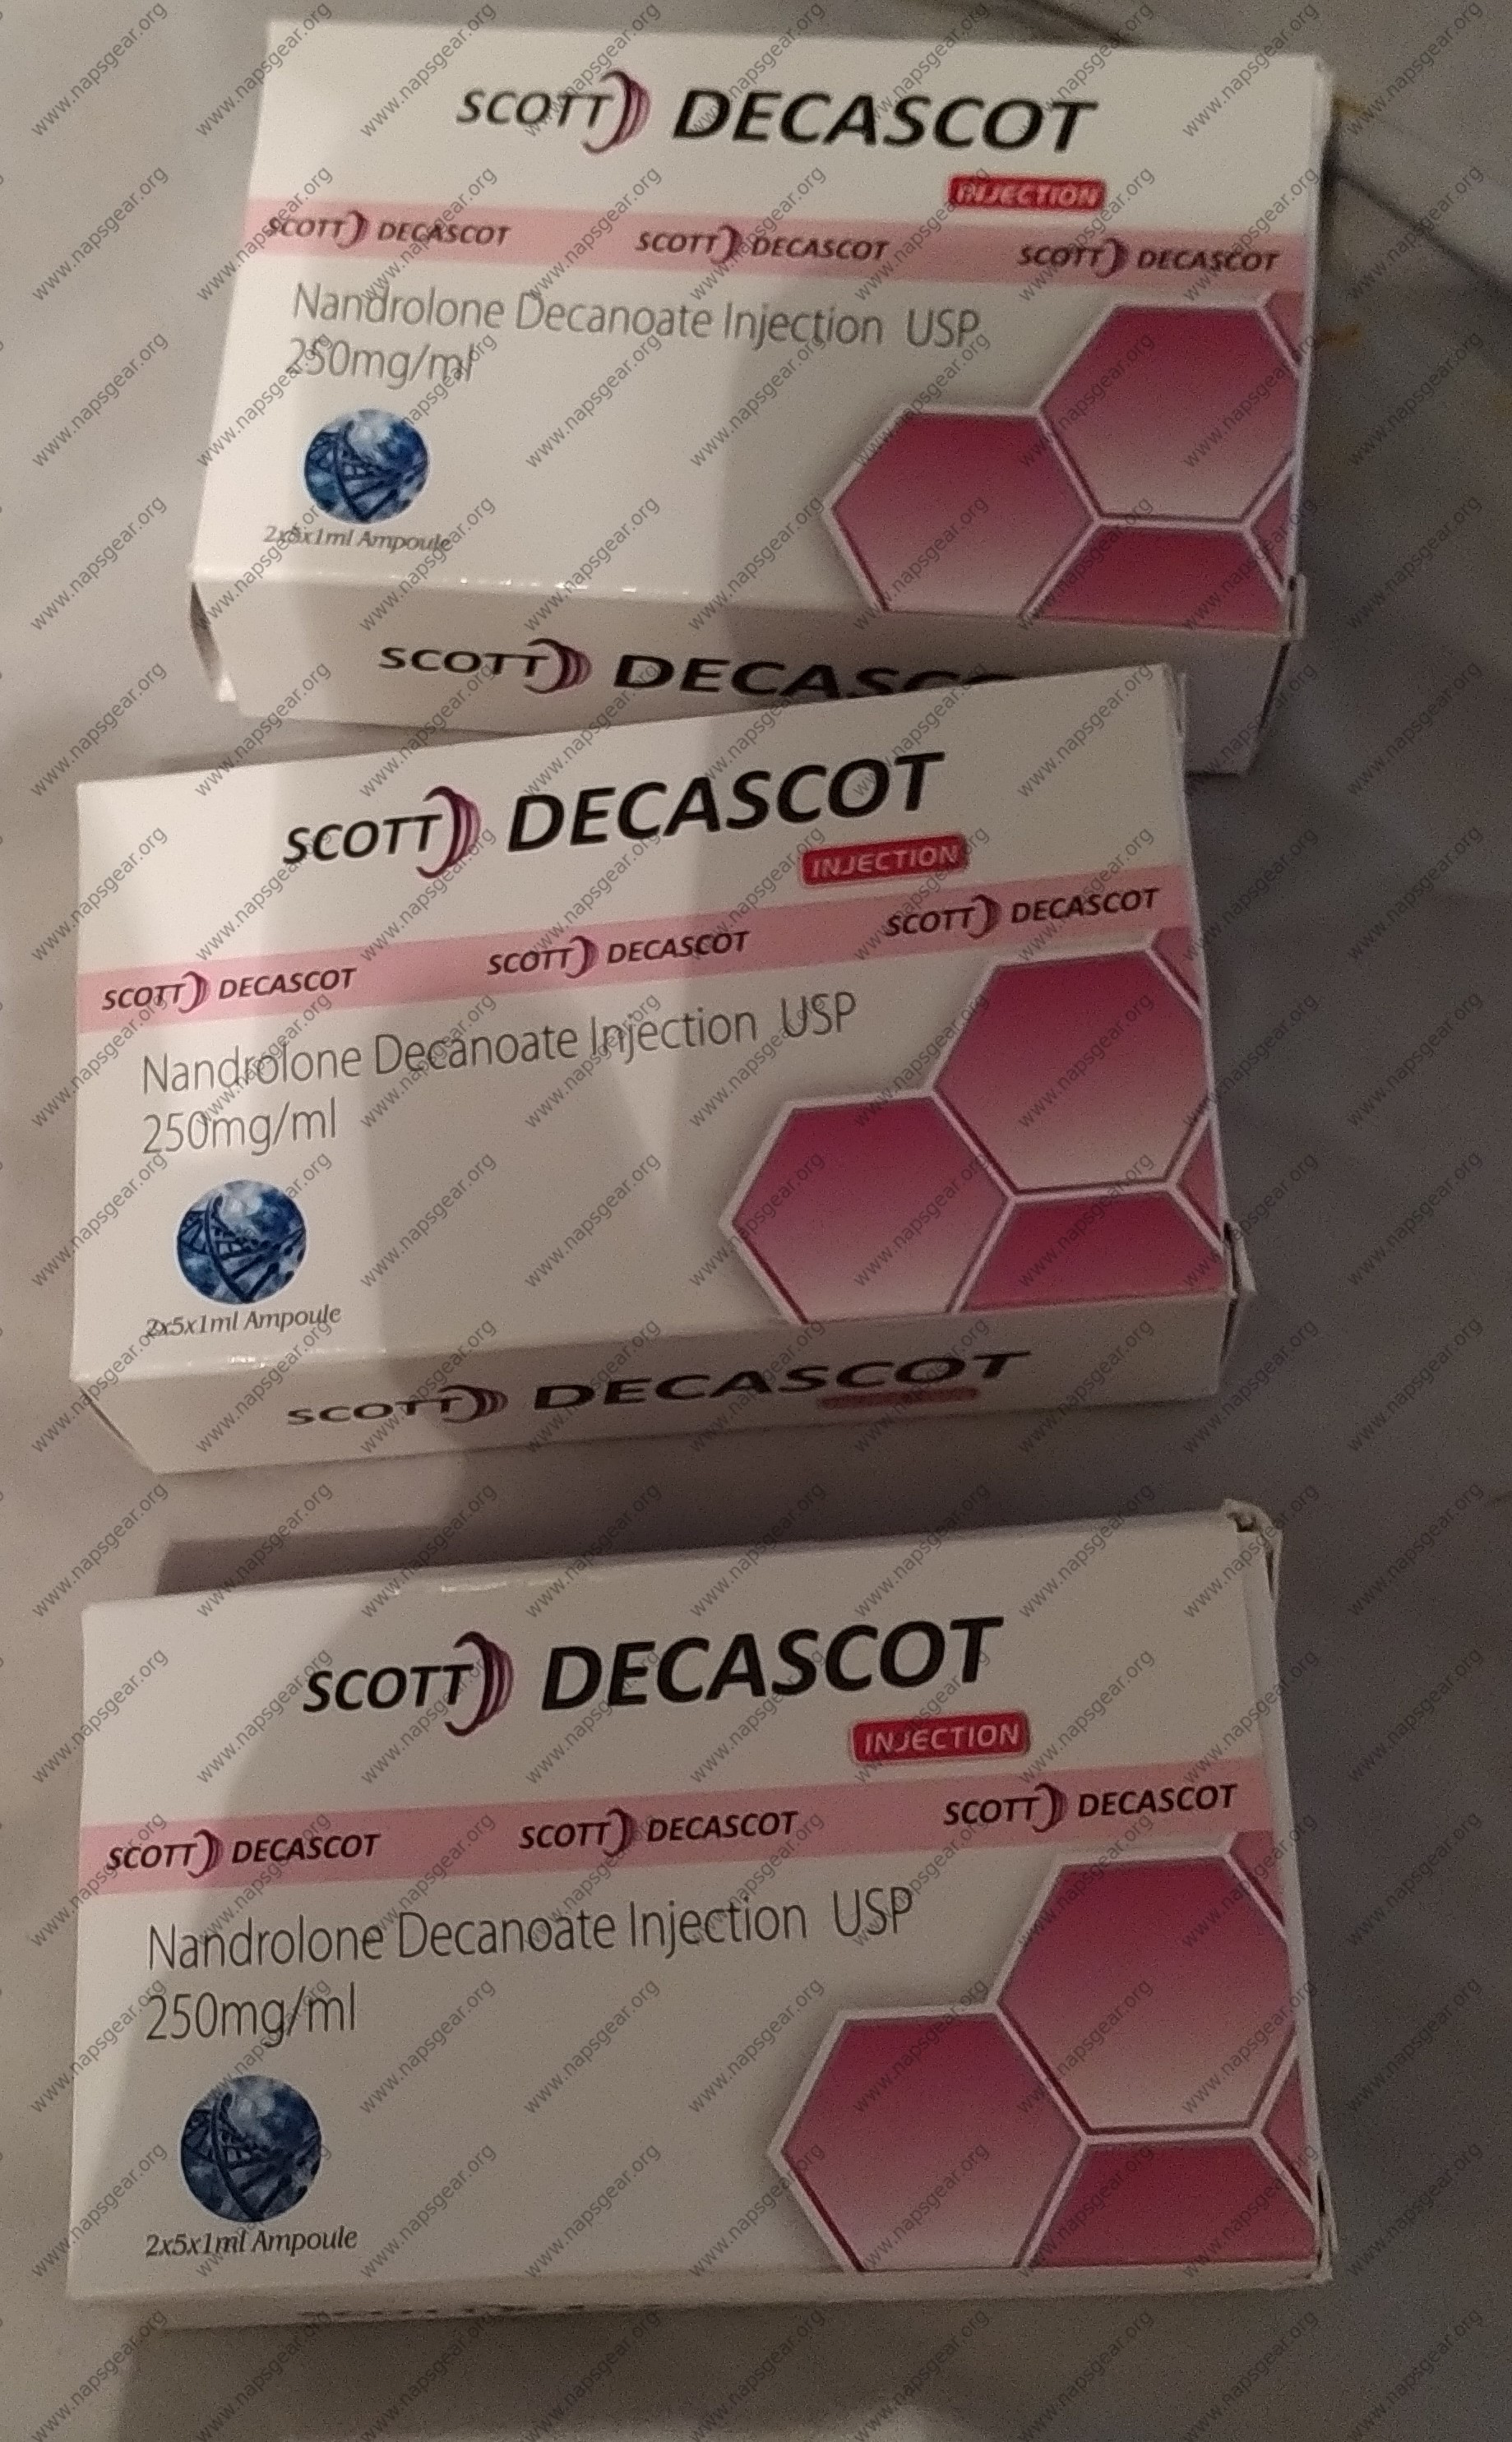 SCOTT DECASCOT
INJECTION
SCOTT DECASCOT SCOTT DECASCOT SCOTT DECASCOT
Nandrolone Decanoate Injection USP
250mg/ml
2x5x1ml Ampoule
SCOTT DECASCOT
SCOTT DECASCOT
INJECTION
SCOTT DECASCOT SCOTT DECASCOT SCOTT DECASCOT
Nandrolone Decanoate Injection USP
250mg/ml
2x5x1ml Ampoule
SCOTT DECASCOT
SCOTT DECASCOT
INJECTION
SCOTT DECASCOT SCOTT DECASCOT SCOTT DECASCOT
Nandrolone Decanoate Injection USP
250mg/ml
2x5x1ml Ampoule
www.napsgear.org